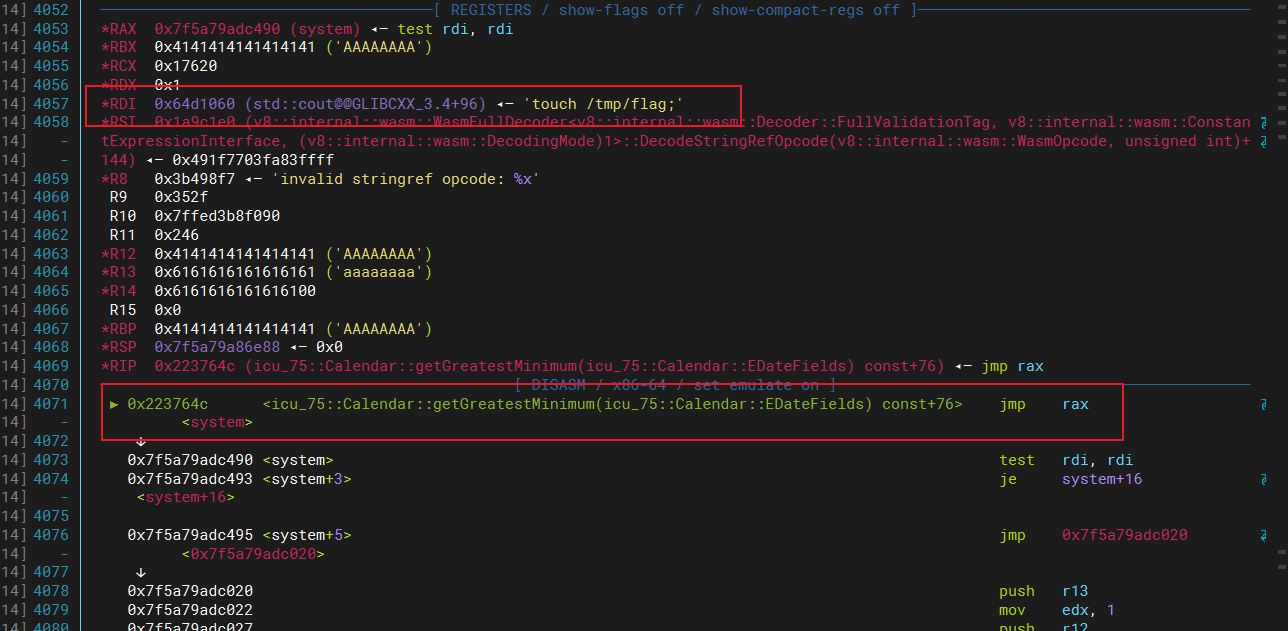 14] 4052 [ REGISTERS / show-flags off / show-compact-regs off ]
14] 4053 *RAX 0x7f5a79adc490 (system) ◂— test rdi, rdi
14] 4054 *RBX 0x4141414141414141 ('AAAAAAAA')
14] 4055 *RCX 0x17620
14] 4056 *RDX 0x1
14] 4057 *RDI 0x64d1060 (std::cout@@GLIBCXX_3.4+96) ◂— 'touch /tmp/flag;'
14] 4058 *RSI 0x1a9c1e0 (v8::internal::wasm::WasmFullDecoder<v8::internal::wasm::Decoder::FullValidationTag, v8::internal::wasm::Constan
14] - tExpressionInterface, (v8::internal::wasm::DecodingMode)1>::DecodeStringRefOpcode(v8::internal::wasm::WasmOpcode, unsigned int)+
14] - 144) ◂— 0x491f7703fa83ffff
14] 4059 *R8 0x3b498f7 ◂— 'invalid stringref opcode: %x'
14] 4060 R9 0x352f
14] 4061 R10 0x7ffed3b8f090
14] 4062 R11 0x246
14] 4063 *R12 0x4141414141414141 ('AAAAAAAA')
14] 4064 *R13 0x6161616161616161 ('aaaaaaaa')
14] 4065 *R14 0x6161616161616100
14] 4066 R15 0x0
14] 4067 *RBP 0x4141414141414141 ('AAAAAAAA')
14] 4068 *RSP 0x7f5a79a86e88 ◂— 0x0
14] 4069 *RIP 0x223764c (icu_75::Calendar::getGreatestMinimum(icu_75::Calendar::EDateFields) const+76) ◂— jmp rax
14] 4070 [ DISASM / x86-64 / set emulate on ]
14] 4071 ► 0x223764c <icu_75::Calendar::getGreatestMinimum(icu_75::Calendar::EDateFields) const+76> jmp rax
14] - <system>
14] 4072 ↓
14] 4073 0x7f5a79adc490 <system> test rdi, rdi
14] 4074 0x7f5a79adc493 <system+3> je system+16
14] - <system+16>
14] 4075
14] 4076 0x7f5a79adc495 <system+5> jmp 0x7f5a79adc020
14] - <0x7f5a79adc020>
14] 4077 ↓
14] 4078 0x7f5a79adc020 push r13
14] 4079 0x7f5a79adc022 mov edx, 1
14] 4080 0x7f5a79adc027 push r12